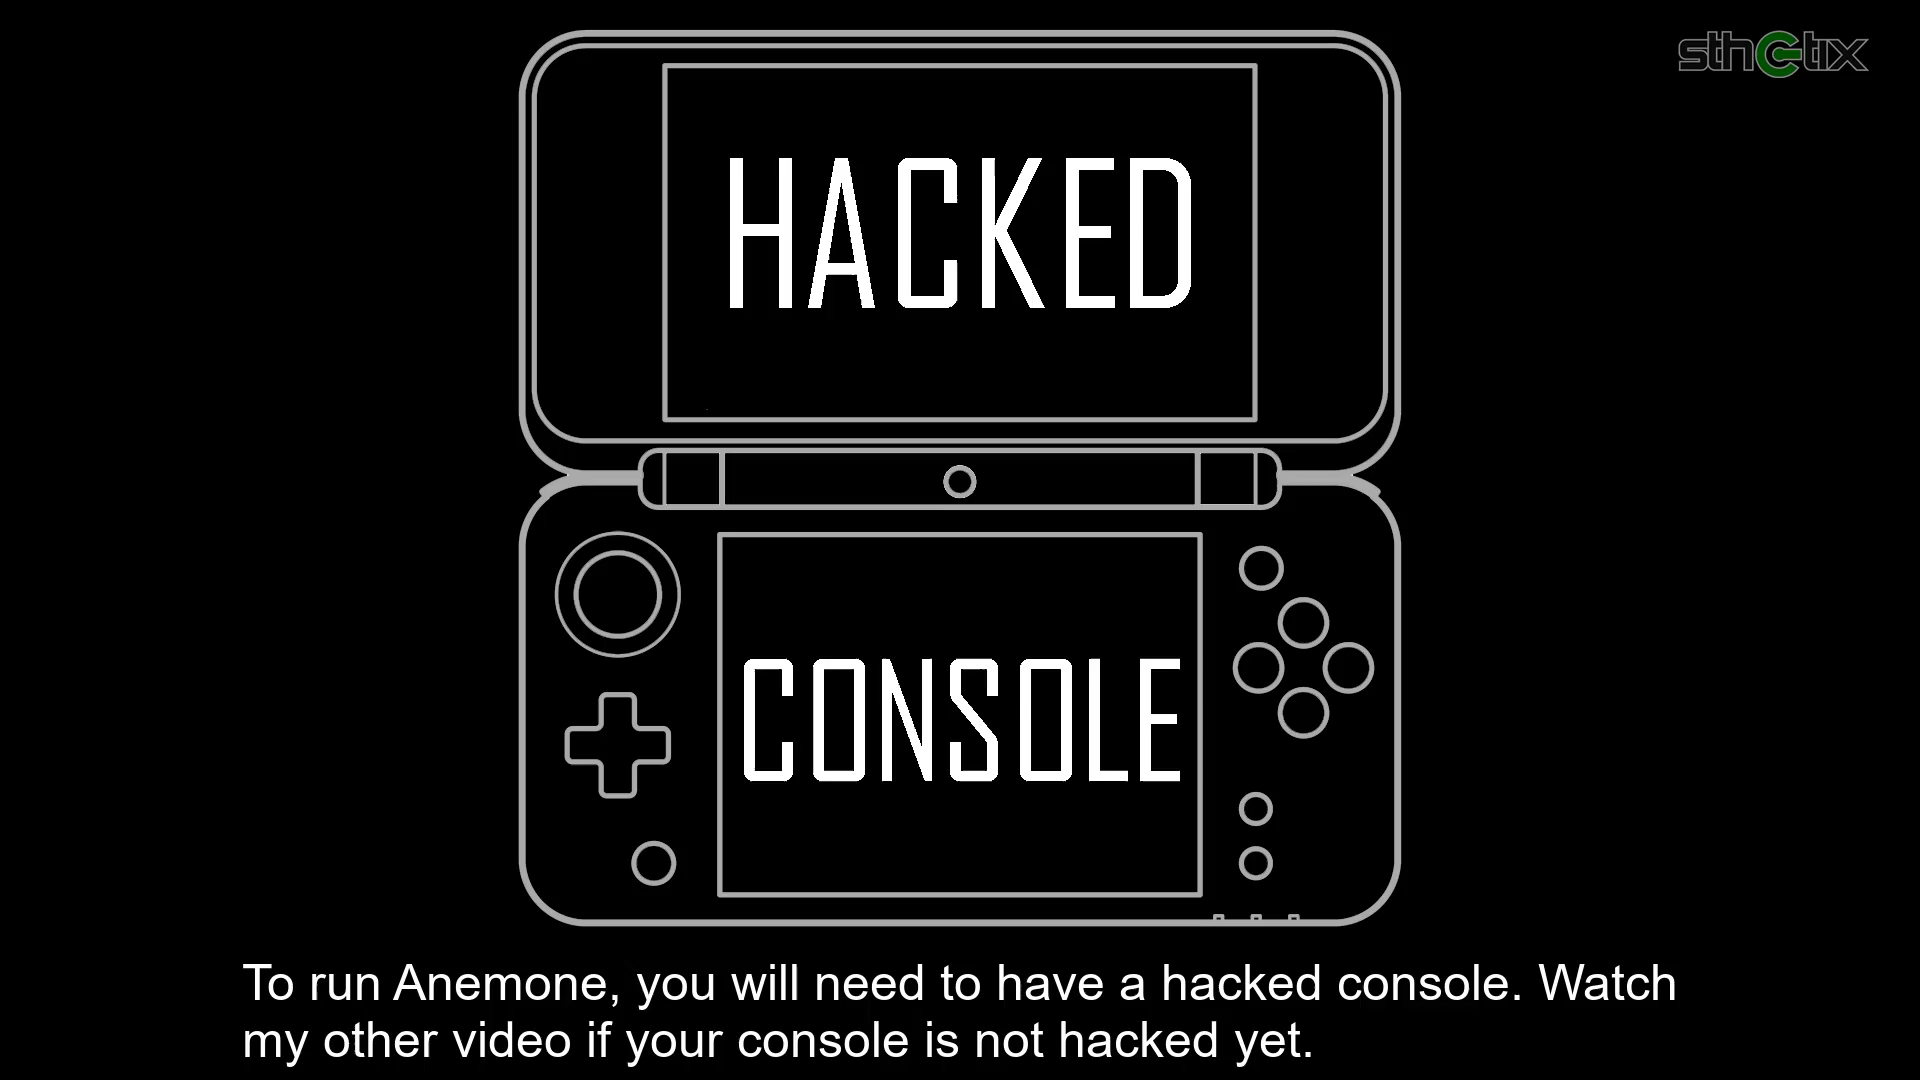 sthetix
HACKED
CONSOLE
To run Anemone, you will need to have a hacked console. Watch
my other video if your console is not hacked yet.